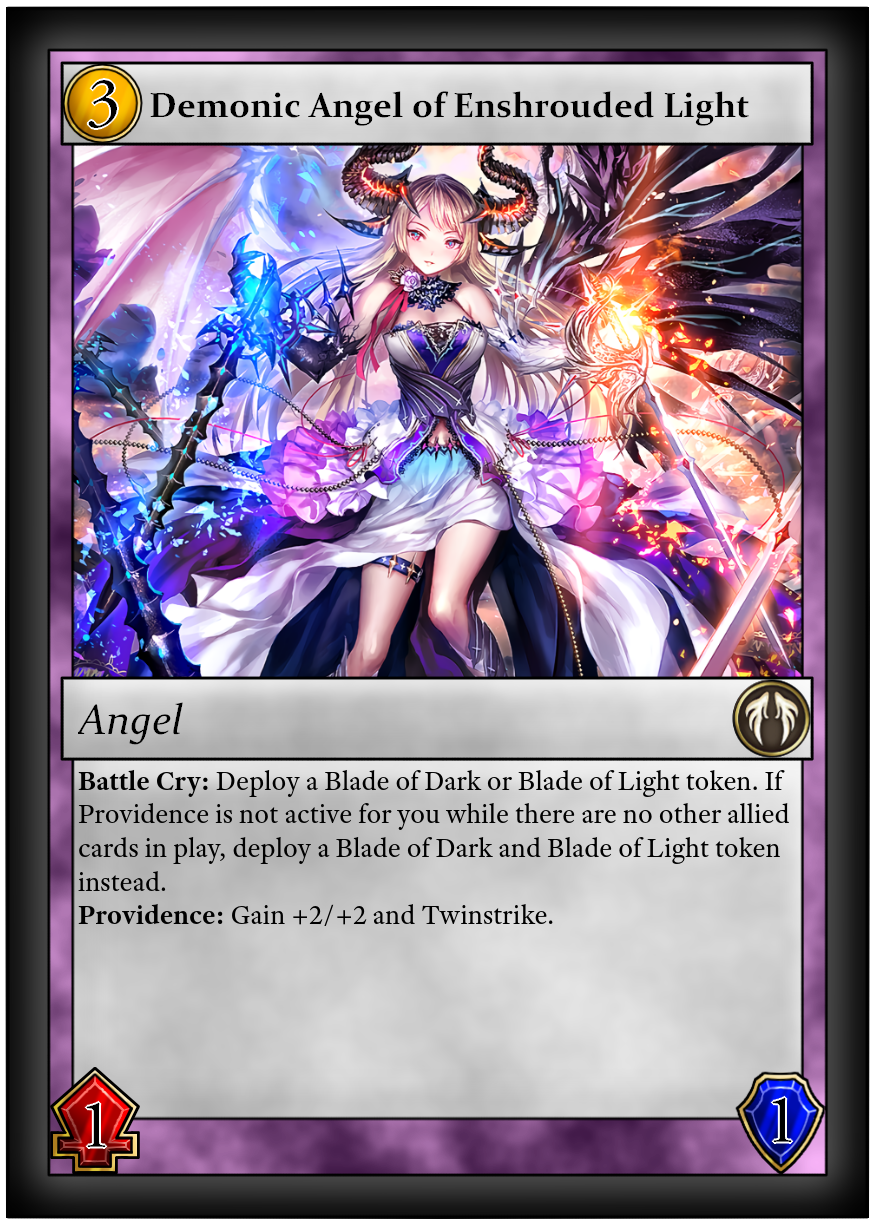 3
Demonic Angel of Enshrouded Light
Angel
Battle Cry: Deploy a Blade of Dark or Blade of Light token. If
Providence is not active for you while there are no other allied
cards in play, deploy a Blade of Dark and Blade of Light token
instead.
Providence: Gain +2/+2 and Twinstrike.
1
1